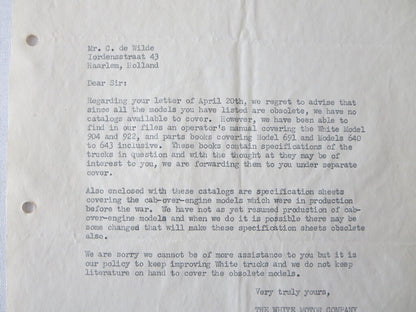 Mr. C. de Wilde
Iordensstraat 43
Haarlem, Holland
Dear Sir:
Regarding your letter of April 20th, we regret to advise that
since all the models you have listed are obsolete, we have no
catalogs available to cover. However, we have been able to
find in our files an operator's manual covering the White Model
904 and 922, and parts books covering Model 691 and Models 640
to 643 inclusive. These books contain specifications of the
trucks in question and with the thought at they may be of
interest to you, we are forwarding them to you under separate
cover.
Also enclosed with these catalogs are specification sheets
covering the cab-over-engine models which were in production
before the war. We have not as yet resumed production of cab-
over-engine models and when we do it is possible there may be
some changed that will make these specification sheets obsolete
also.
We are sorry we cannot be of more assistance to you but it is
our policy to keep improving White trucks and we do not keep
literature on hand to cover the obsolete models.
Very truly yours,
THE WHITE MOTOR COMPANY